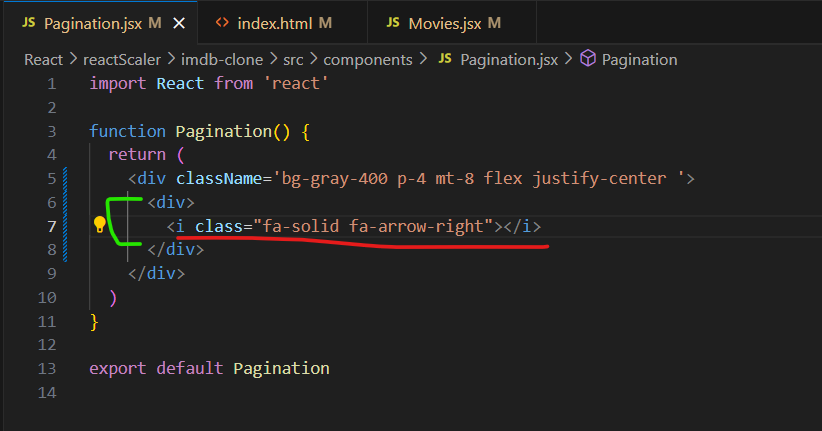 JS Pagination.jsx M × <> index.html M JS Movies.jsx M
React > reactScaler > imdb-clone > src > components > JS Pagination.jsx > Pagination
1 import React from 'react'
2
3 function Pagination() {
4 return (
5 <div className='bg-gray-400 p-4 mt-8 flex justify-center '>
6 <div>
7 <i class="fa-solid fa-arrow-right"></i>
8 </div>
9 </div>
10 )
11 }
12
13 export default Pagination
14